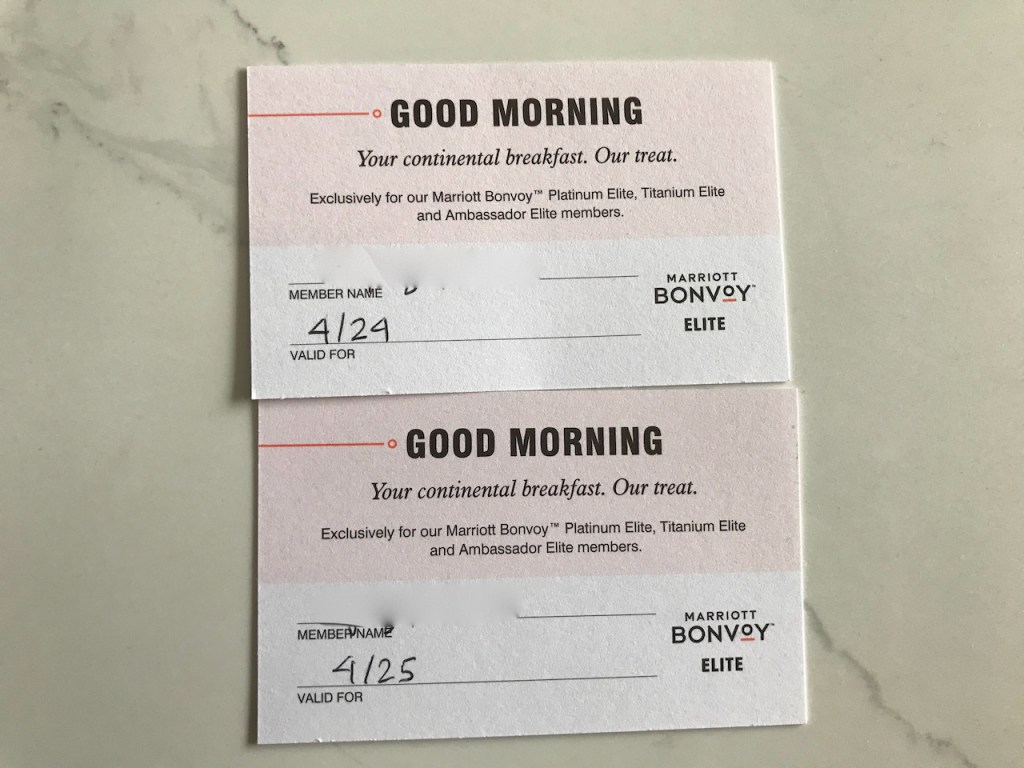 GOOD MORNING
Your continental breakfast. Our treat.
Exclusively for our Marriott Bonvoy™ Platinum Elite, Titanium Elite
and Ambassador Elite members.
MEMBER NAME
4/24
VALID FOR
MARRIOTT
BONVOY™
ELITE
GOOD MORNING
Your continental breakfast. Our treat.
Exclusively for our Marriott Bonvoy™ Platinum Elite, Titanium Elite
and Ambassador Elite members.
MEMBER NAME
4/25
VALID FOR
MARRIOTT
BONVOY™
ELITE